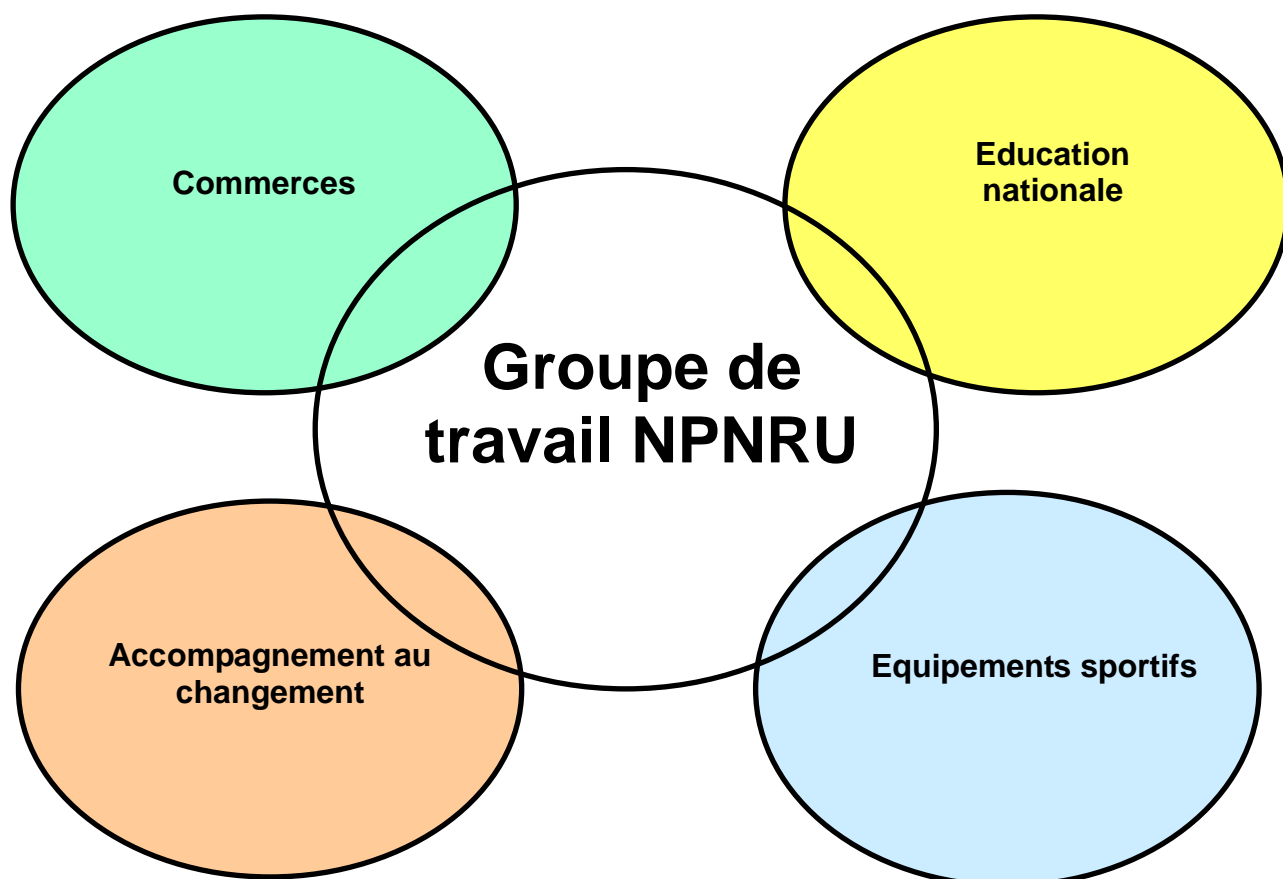 Commerces
Education
nationale
Groupe de
travail NPNRU
Accompagnement au
changement
Equipements sportifs